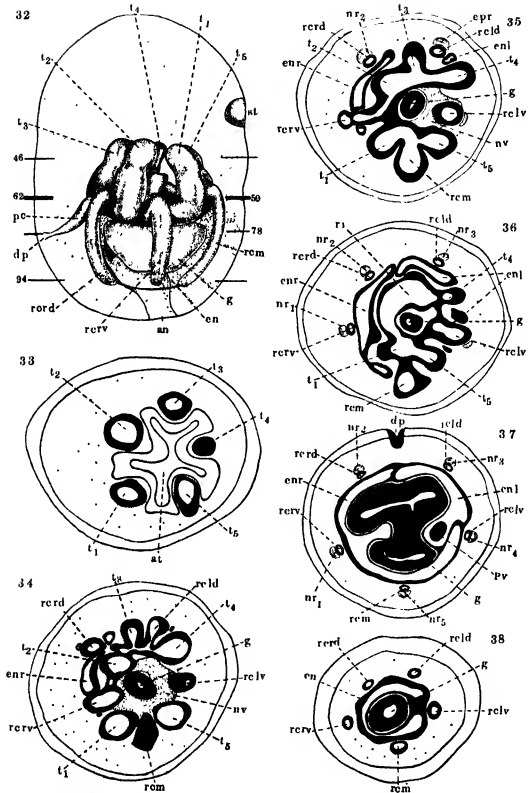 32
t4
t1
t2
t5
st
t3
46
62
59
pc
78
dp
rcm
94
g
rord
en
rcrv
an
33
t2
t3
t4
t1
t5
at
34
t3
rcld
rcrd
t4
t2
g
enr
rclv
rcrv
nv
t1
t5
rcm
35
t3
nr2
epr
rcrd
rcld
t2
enl
enr
t4
g
rclv
rcrv
nv
t1
t5
rcm
36
r1
rcld
nr2
nr3
rcrd
t4
enr
enl
nr1
g
rcrv
rclv
t1
t5
rcm
37
dp
nr2
rcld
rcrd
nr3
enr
enl
rcrv
rclv
nr4
nr1
pv
g
rcm
nr5
38
rcrd
rcld
g
en
rclv
rcrv
rcm